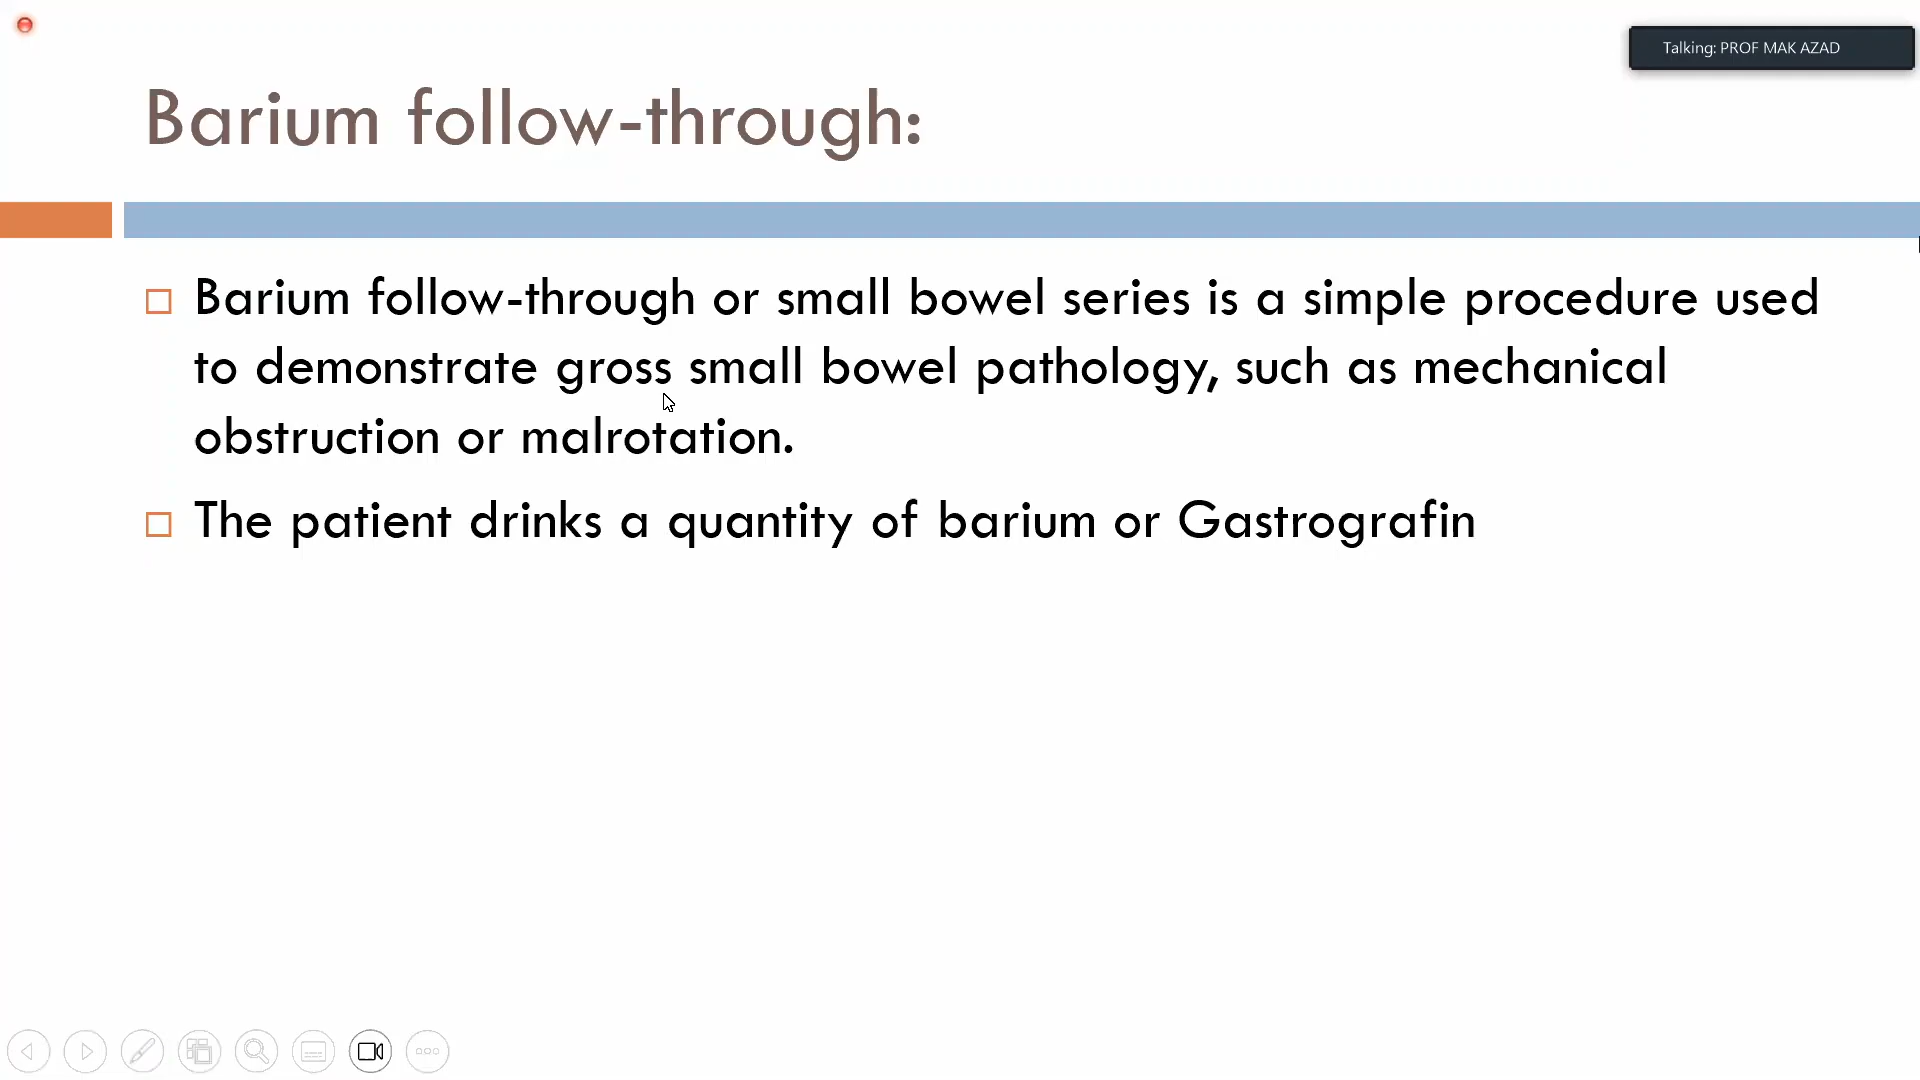 Talking: PROF MAK AZAD
Barium follow-through:
Barium follow-through or small bowel series is a simple procedure used
to demonstrate gross small bowel pathology, such as mechanical
obstruction or malrotation.
The patient drinks a quantity of barium or Gastrografin